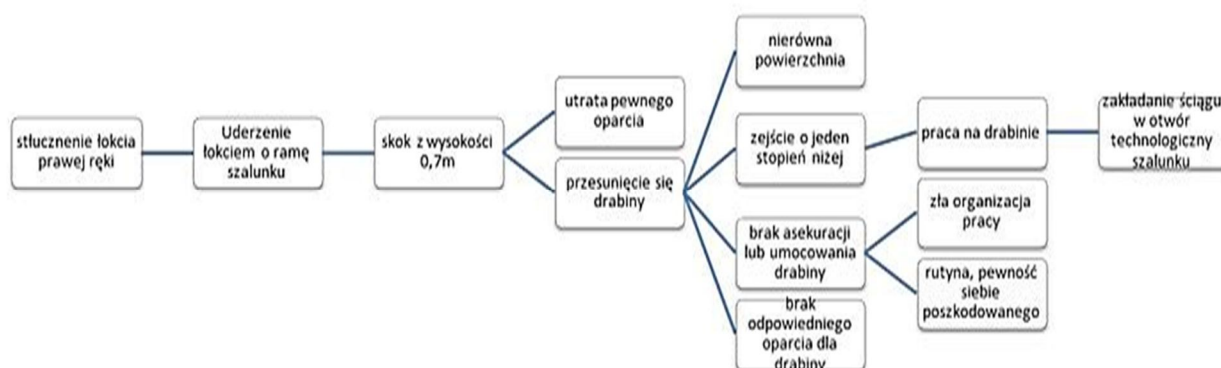 stłucznenie łokcia
prawej ręki
Uderzenie
łokciem o ramę
szalunku
skok z wysokości
0,7m
utrata pewnego
oparcia
przesunięcie się
drabiny
nierówna
powierzchnia
zejście o jeden
stopień niżej
brak asekuracji
lub umocowania
drabiny
brak
odpowiedniego
oparcia dla
drabiny
praca na drabinie
zła organizacja
pracy
rutyna, pewność
siebie
poszkodowanego
zakładanie ściągu
w otwór
technologiczny
szalunku